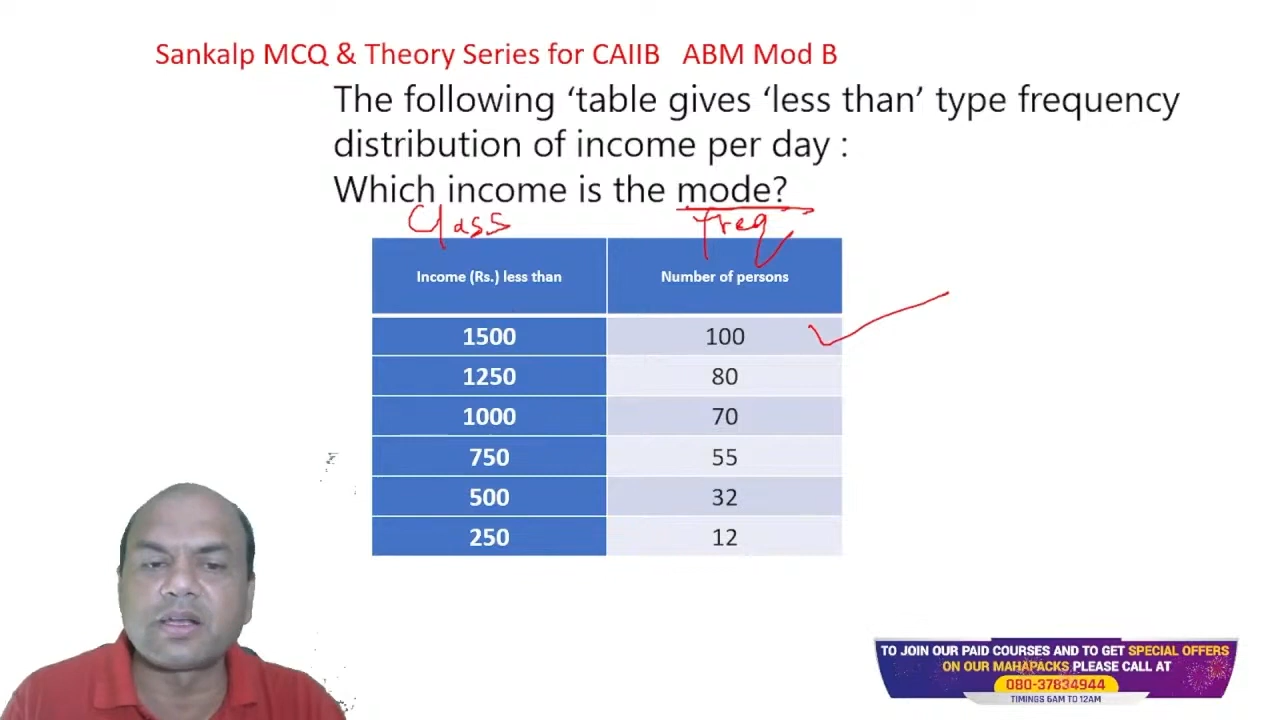 Sankalp MCQ & Theory Series for CAIIB ABM Mod B
The following ‘table gives ‘less than’ type frequency
distribution of income per day :
Which income is the mode?
Class freq
Income (Rs.) less than Number of persons
1500 100
1250 80
1000 70
750 55
500 32
250 12
TO JOIN OUR PAID COURSES AND TO GET SPECIAL OFFERS
ON OUR MAHAPACKS PLEASE CALL AT
080-37834944
TIMINGS 6AM TO 12AM